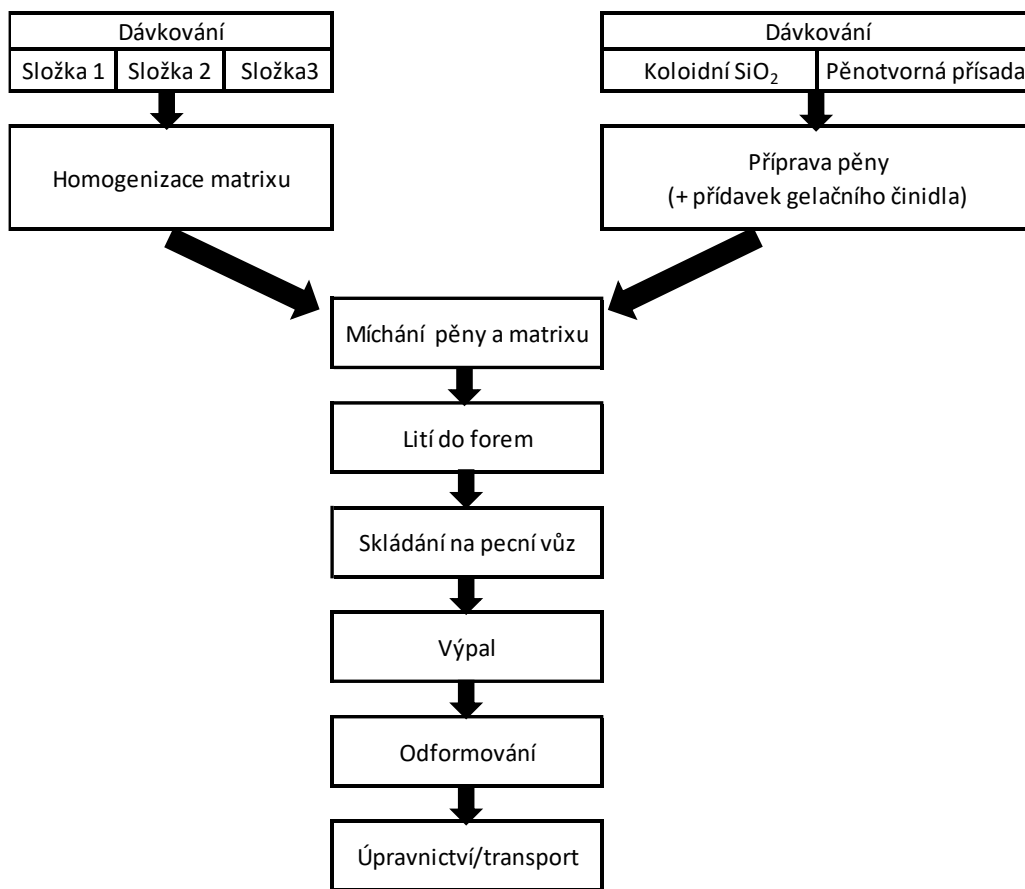 Dávkování
Složka 1 Složka 2 Složka3
Homogenizace matrixu
Dávkování
Koloidní SiO₂ Pěnotvorná přísada
Příprava pěny
(+ přídavek gelačního činidla)
Míchání pěny a matrixu
Lití do forem
Skládání na pecní vůz
Výpal
Odformování
Úpravnictví/transport